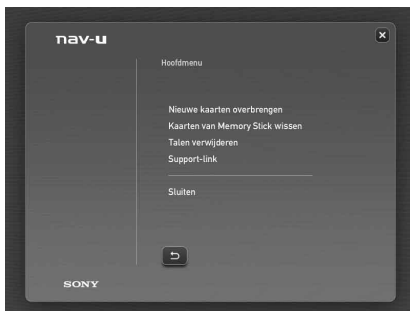 nav-u
Hoofdmenu
Nieuwe kaarten overbrengen
Kaarten van Memory Stick wissen
Talen verwijderen
Support-link
Sluiten
SONY